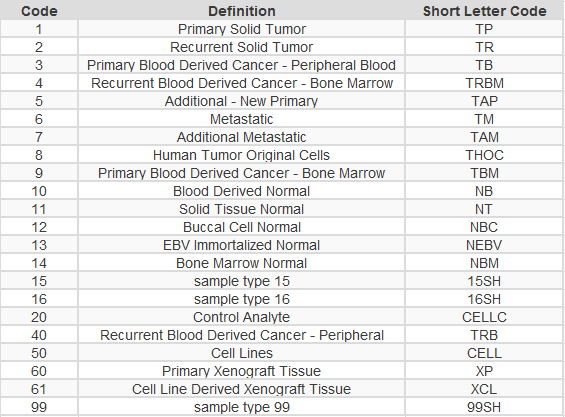 Code Definition Short Letter Code
1 Primary Solid Tumor TP
2 Recurrent Solid Tumor TR
3 Primary Blood Derived Cancer - Peripheral Blood TB
4 Recurrent Blood Derived Cancer - Bone Marrow TRBM
5 Additional - New Primary TAP
6 Metastatic TM
7 Additional Metastatic TAM
8 Human Tumor Original Cells THOC
9 Primary Blood Derived Cancer - Bone Marrow TBM
10 Blood Derived Normal NB
11 Solid Tissue Normal NT
12 Buccal Cell Normal NBC
13 EBV Immortalized Normal NEBV
14 Bone Marrow Normal NBM
15 sample type 15 15SH
16 sample type 16 16SH
20 Control Analyte CELLC
40 Recurrent Blood Derived Cancer - Peripheral TRB
50 Cell Lines CELL
60 Primary Xenograft Tissue XP
61 Cell Line Derived Xenograft Tissue XCL
99 sample type 99 99SH